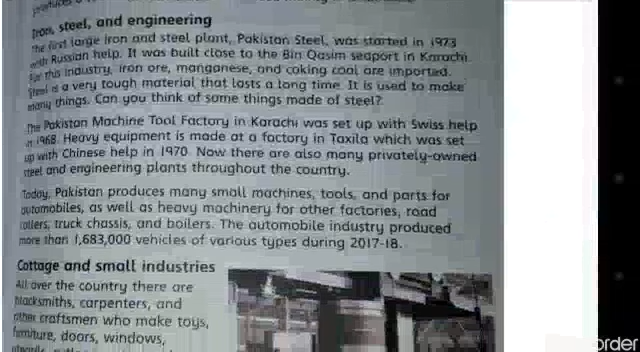 Iron, steel, and engineering
The first large iron and steel plant, Pakistan Steel, was started in 1973
with Russian help. It was built close to the Bin Qasim seaport in Karachi.
For this industry, iron ore, manganese, and coking coal are imported.
Steel is a very tough material that lasts a long time. It is used to make
many things. Can you think of some things made of steel?
The Pakistan Machine Tool Factory in Karachi was set up with Swiss help
in 1968. Heavy equipment is made at a factory in Taxila which was set
up with Chinese help in 1970. Now there are also many privately-owned
steel and engineering plants throughout the country.
Today, Pakistan produces many small machines, tools, and parts for
automobiles, as well as heavy machinery for other factories, road
rollers, truck chassis, and boilers. The automobile industry produced
more than 1,683,000 vehicles of various types during 2017-18.
Cottage and small industries
All over the country there are
blacksmiths, carpenters, and
other craftsmen who make toys,
furniture, doors, windows,
order